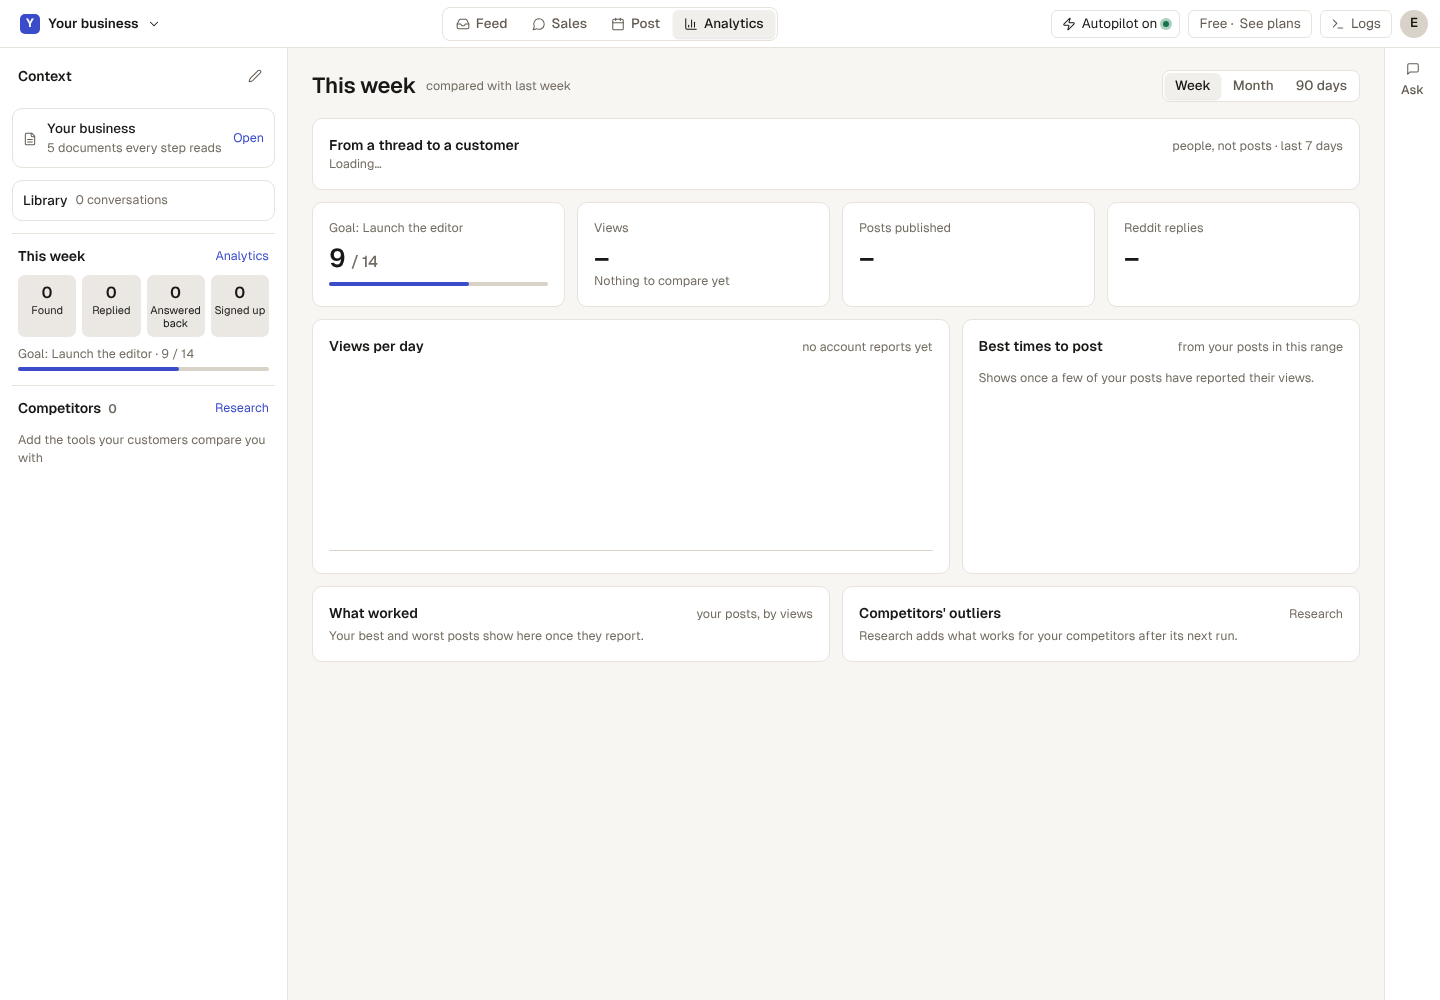 Y Your business
Feed
Sales
Post
Analytics
Autopilot on
Free · See plans
Logs
E
Context
Your business
5 documents every step reads
Open
Library 0 conversations
This week
Analytics
0
Found
0
Replied
0
Answered
back
0
Signed up
Goal: Launch the editor · 9 / 14
Competitors 0
Research
Add the tools your customers compare you
with
This week compared with last week
Week
Month
90 days
From a thread to a customer
people, not posts · last 7 days
Loading…
Goal: Launch the editor
9 / 14
Views
–
Nothing to compare yet
Posts published
–
Reddit replies
–
Views per day
no account reports yet
Best times to post
from your posts in this range
Shows once a few of your posts have reported their views.
What worked
your posts, by views
Your best and worst posts show here once they report.
Competitors' outliers
Research
Research adds what works for your competitors after its next run.
Ask